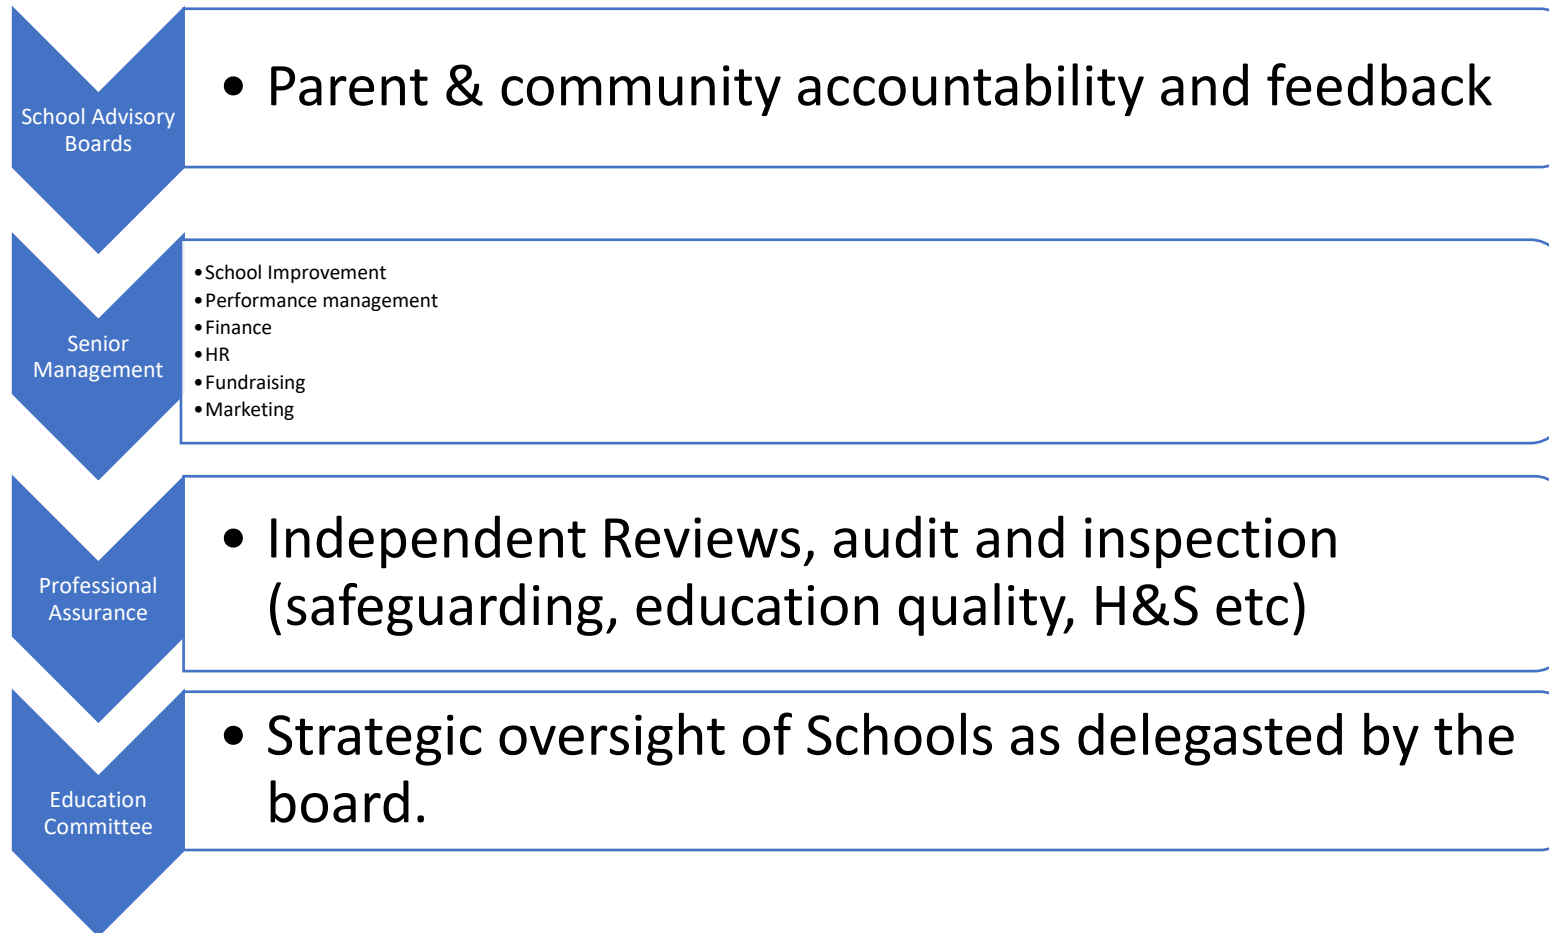 School Advisory
Boards
• Parent & community accountability and feedback
Senior
Management
•School Improvement
•Performance management
•Finance
•HR
•Fundraising
•Marketing
Professional
Assurance
• Independent Reviews, audit and inspection
(safeguarding, education quality, H&S etc)
Education
Committee
• Strategic oversight of Schools as delegasted by the
board.